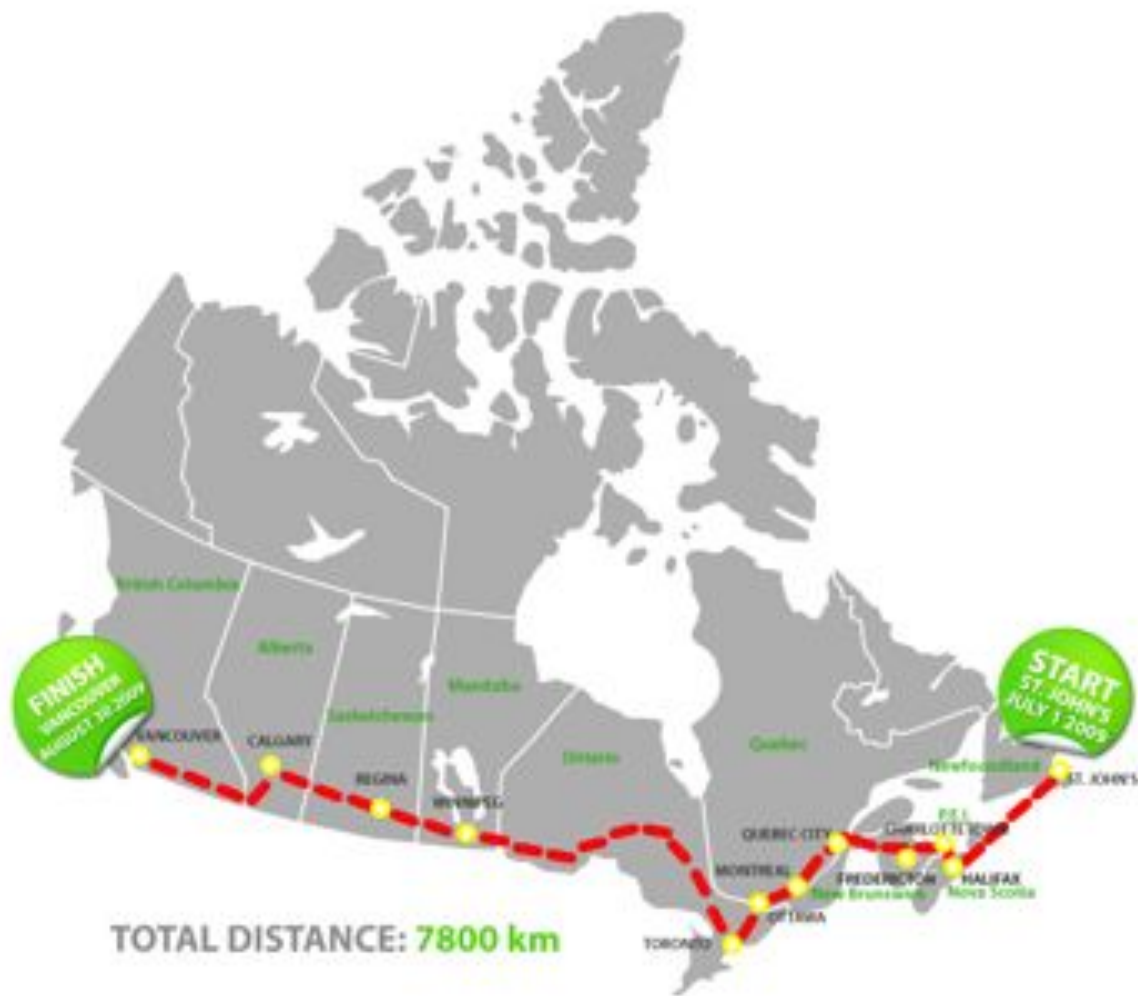 British Columbia
Alberta
Saskatchewan
Manitoba
Ontario
Quebec
Newfoundland
START
ST. JOHN'S
JULY 1 2009
FINISH
VANCOUVER
AUGUST 2009
VANCOUVER
CALGARY
REGINA
WINNIPEG
ST. JOHN'S
P.E.I.
CHARLOTTETOWN
QUEBEC CITY
MONTREAL
FREDERICTON
HALIFAX
New Brunswick
Nova Scotia
OTTAWA
TORONTO
TOTAL DISTANCE: 7800 km